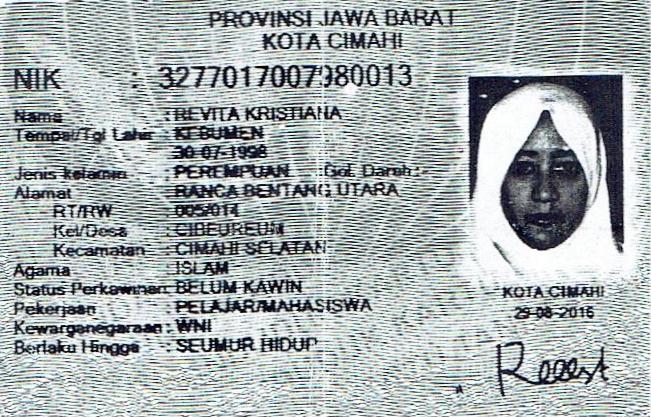 PROVINSI JAWA BARAT
KOTA CIMAHI
NIK : 3277017007980013
Nama : REVITA KRISTIANA
Tempat/Tgl Lahir : KEBUMEN
30-07-1998
Jenis kelamin : PEREMPUAN Gol. Darah : -
Alamat : RANCA BENTANG UTARA
RT/RW : 005/014
Kel/Desa : CIBEUREUM
Kecamatan : CIMAHI SELATAN
Agama : ISLAM
Status Perkawinan: BELUM KAWIN
Pekerjaan : PELAJAR/MAHASISWA
Kewarganegaraan : WNI
Berlaku Hingga : SEUMUR HIDUP
KOTA CIMAHI
29-08-2016